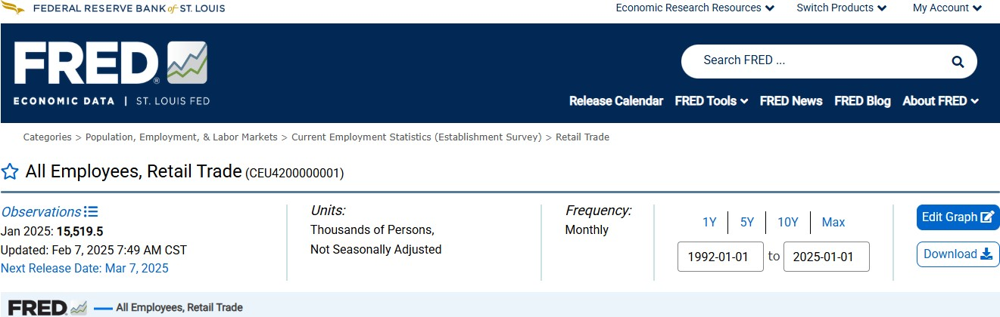 FEDERAL RESERVE BANK of ST. LOUIS
Economic Research Resources Switch Products My Account
FRED®
ECONOMIC DATA | ST. LOUIS FED
Search FRED ...
Release Calendar FRED Tools FRED News FRED Blog About FRED
Categories > Population, Employment, & Labor Markets > Current Employment Statistics (Establishment Survey) > Retail Trade
All Employees, Retail Trade (CEU4200000001)
Observations
Jan 2025: 15,519.5
Updated: Feb 7, 2025 7:49 AM CST
Next Release Date: Mar 7, 2025
Units:
Thousands of Persons,
Not Seasonally Adjusted
Frequency:
Monthly
1Y 5Y 10Y Max
1992-01-01 to 2025-01-01
Edit Graph
Download
FRED All Employees, Retail Trade